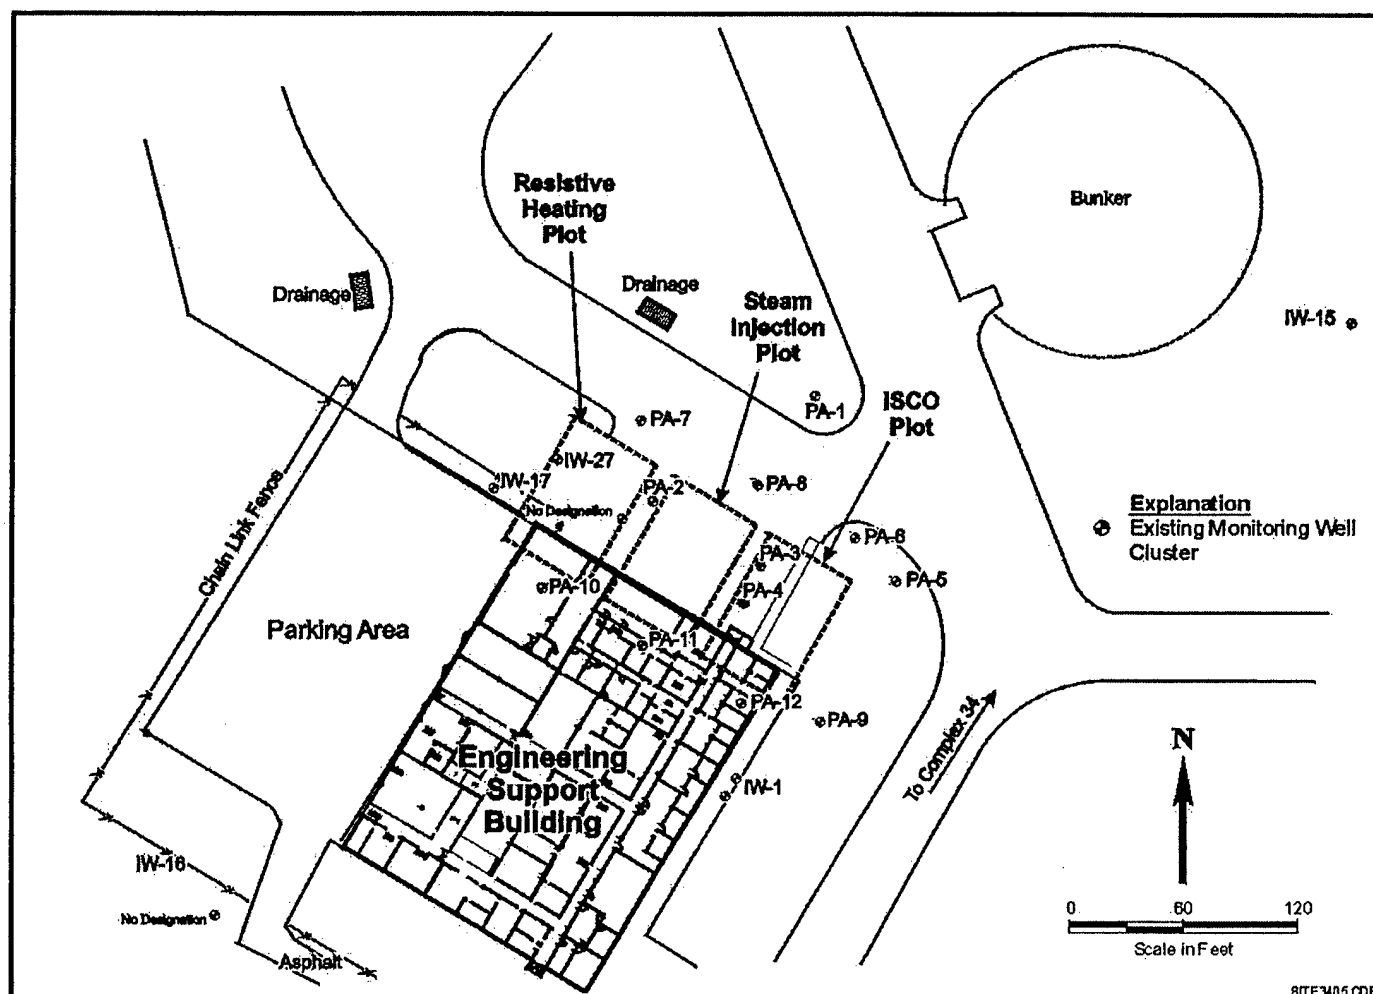 Resistive
Heating
Plot
Bunker
Drainage
Drainage
Steam
Injection
Plot
IW-15
PA-1
ISCO
Plot
PA-7
IW-27
IW-17
PA-2
PA-8
No Designation
Explanation
Existing Monitoring Well
Cluster
Chain Link Fence
PA-3
PA-6
PA-5
PA-10
PA-4
Parking Area
PA-11
PA-12
PA-9
To Complex 34
N
Engineering
Support
Building
IW-1
IW-16
No Designation
Asphalt
0 60 120
Scale in Feet
SITE34/15.CDR